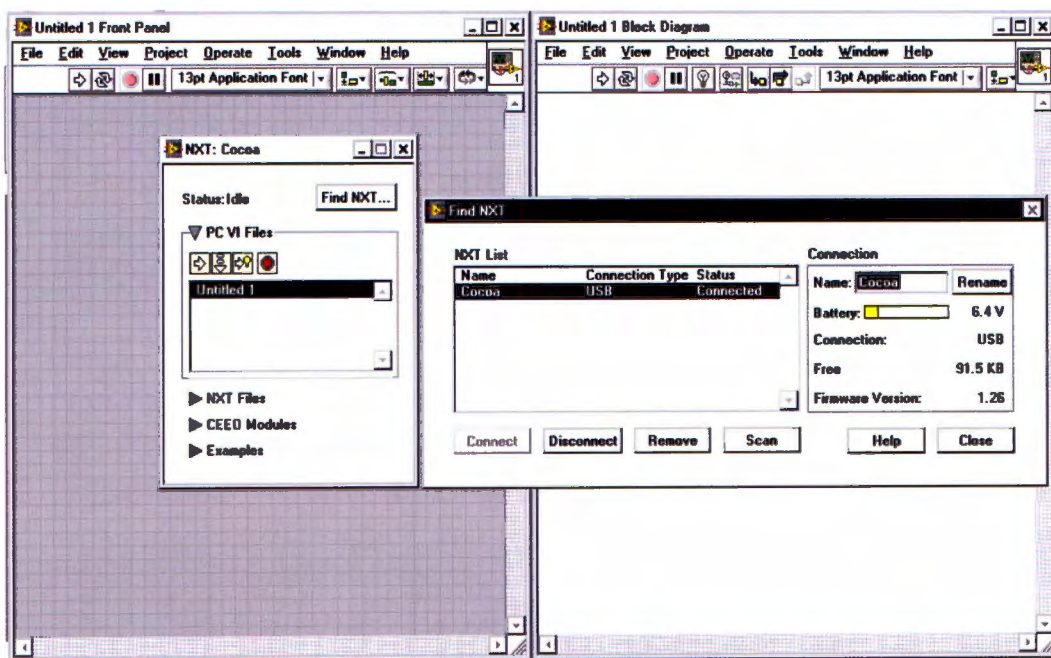 Untitled 1 Front Panel
File Edit View Project Operate Tools Window Help
13pt Application Font
1
NXT: Cocoa
Status: Idle
Find NXT...
PC VI Files
Untitled 1
NXT Files
CEED Modules
Examples
Untitled 1 Block Diagram
File Edit View Project Operate Tools Window Help
13pt Application Font
1
Find NXT
NXT List
Name Connection Type Status
Cocoa USB Connected
Connect Disconnect Remove Scan
Connection
Name: Cocoa Rename
Battery: 6.4 V
Connection: USB
Free 91.5 KB
Firmware Version: 1.26
Help Close